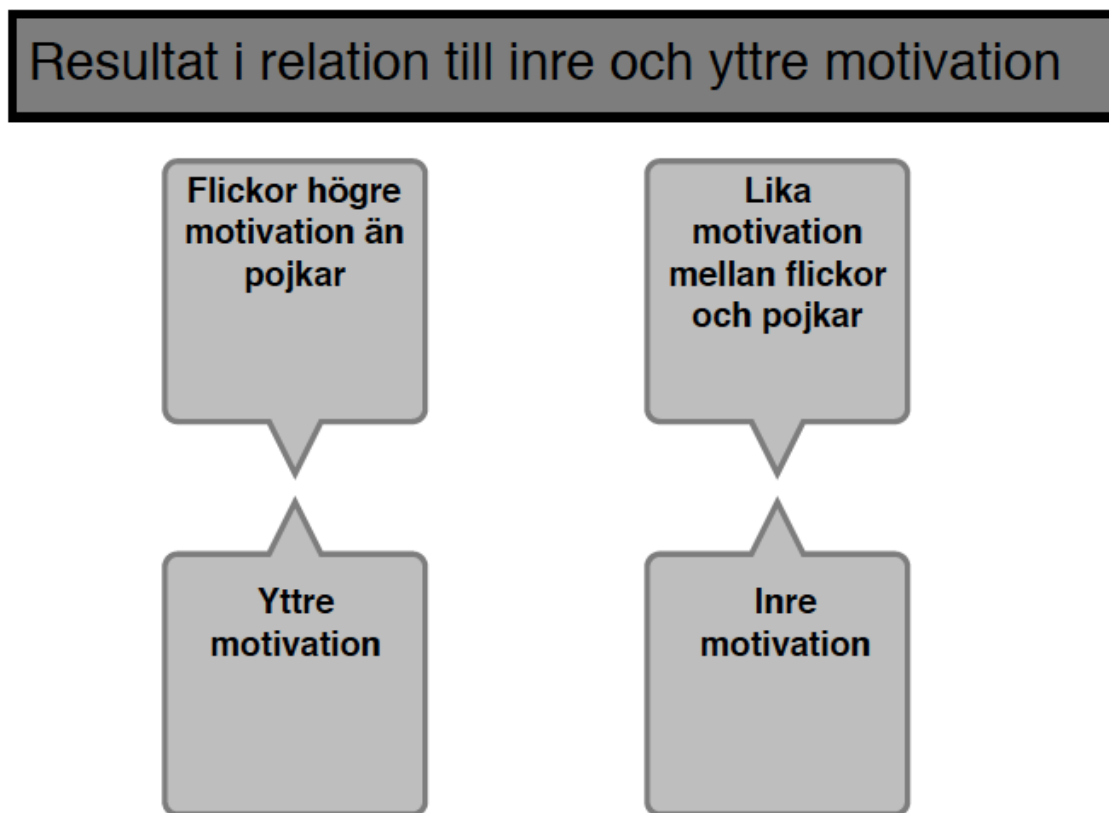 Resultat i relation till inre och yttre motivation
Flickor högre
motivation än
pojkar
Lika
motivation
mellan flickor
och pojkar
Yttre
motivation
Inre
motivation